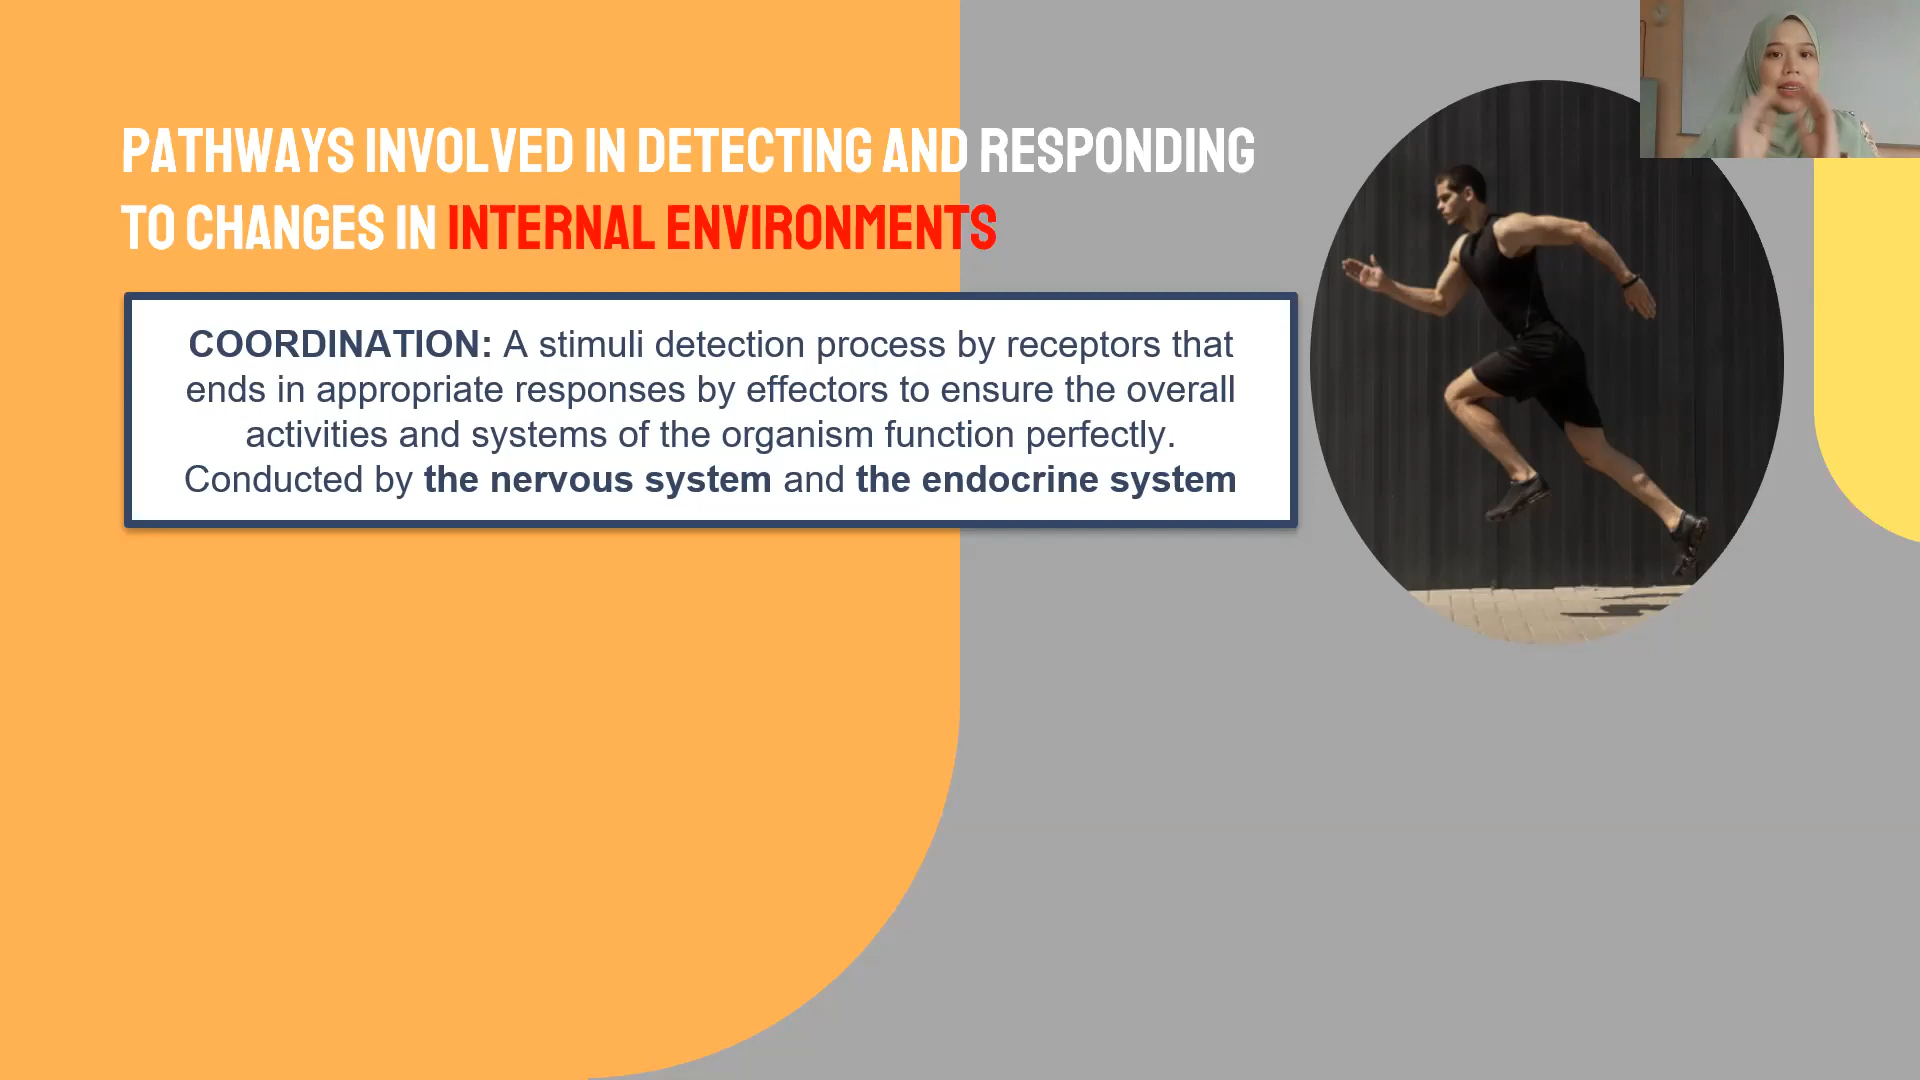 PATHWAYS INVOLVED IN DETECTING AND RESPONDING
TO CHANGES IN INTERNAL ENVIRONMENTS
COORDINATION: A stimuli detection process by receptors that
ends in appropriate responses by effectors to ensure the overall
activities and systems of the organism function perfectly.
Conducted by the nervous system and the endocrine system